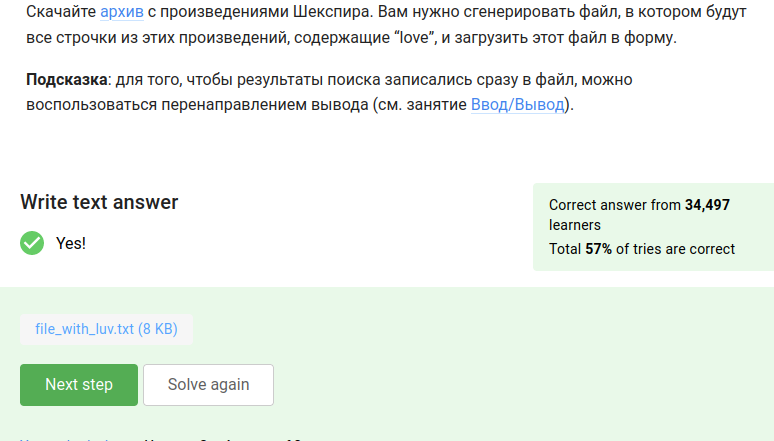 Скачайте архив с произведениями Шекспира. Вам нужно сгенерировать файл, в котором будут
все строчки из этих произведений, содержащие “love”, и загрузить этот файл в форму.
Подсказка: для того, чтобы результаты поиска записались сразу в файл, можно
воспользоваться перенаправлением вывода (см. занятие Ввод/Вывод).
Write text answer
Yes!
Correct answer from 34,497
learners
Total 57% of tries are correct
file_with_luv.txt (8 KB)
Next step
Solve again